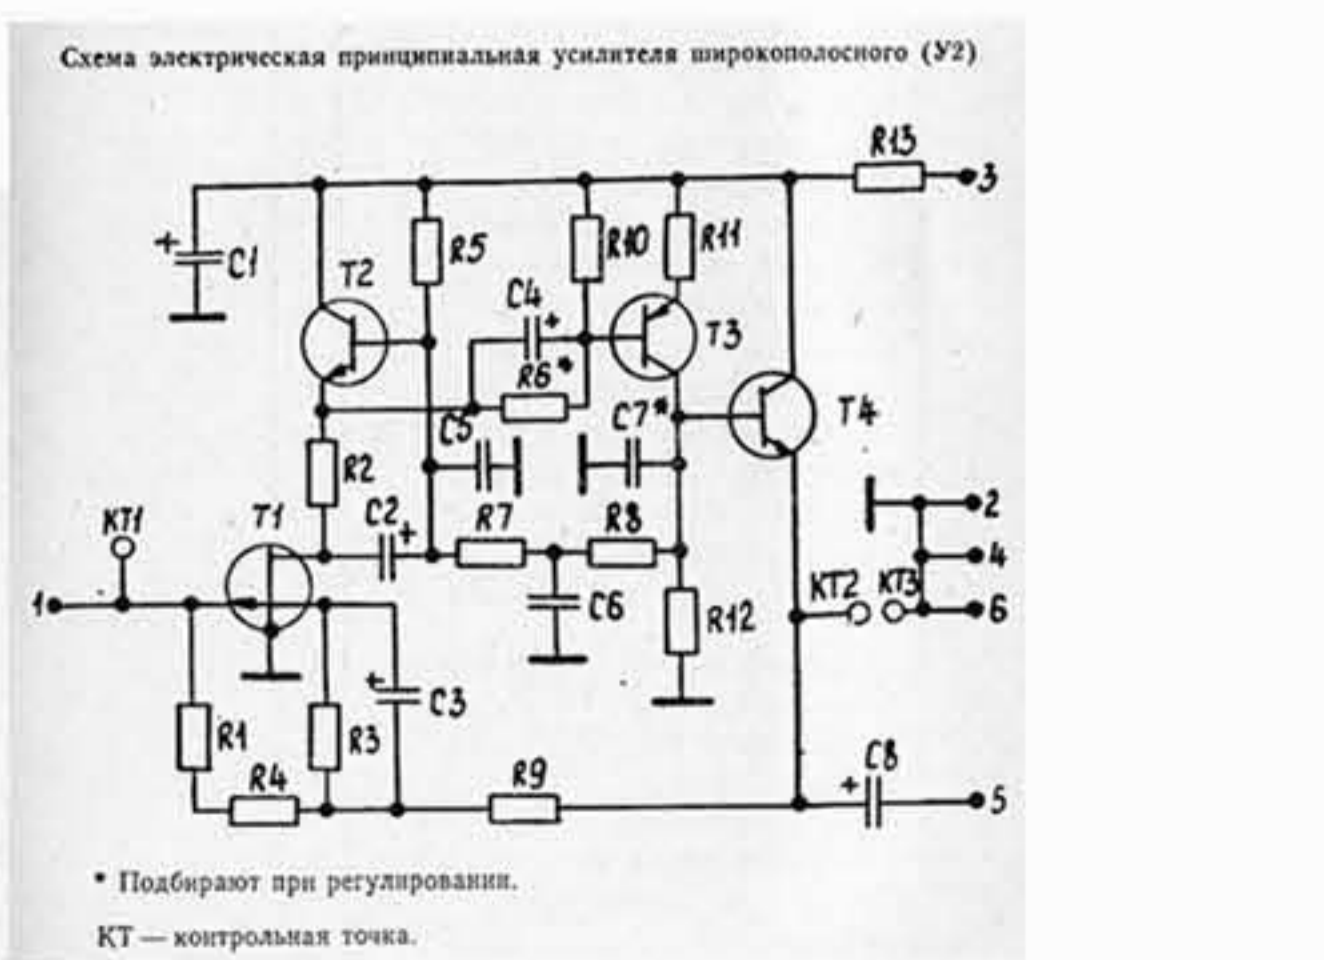 Схема электрическая принципиальная усилителя широкополосного (У2)
R13
3
+ C1
T2
R5
R10
R11
C4
+
T3
R6*
C5
C7*
T4
R2
KT1
T1
C2
+
R7
R8
2
4
1
C6
R12
KT2
KT3
6
+
C3
R1
R3
R4
R9
C8
+
5
* Подбирают при регулировании.
КТ — контрольная точка.